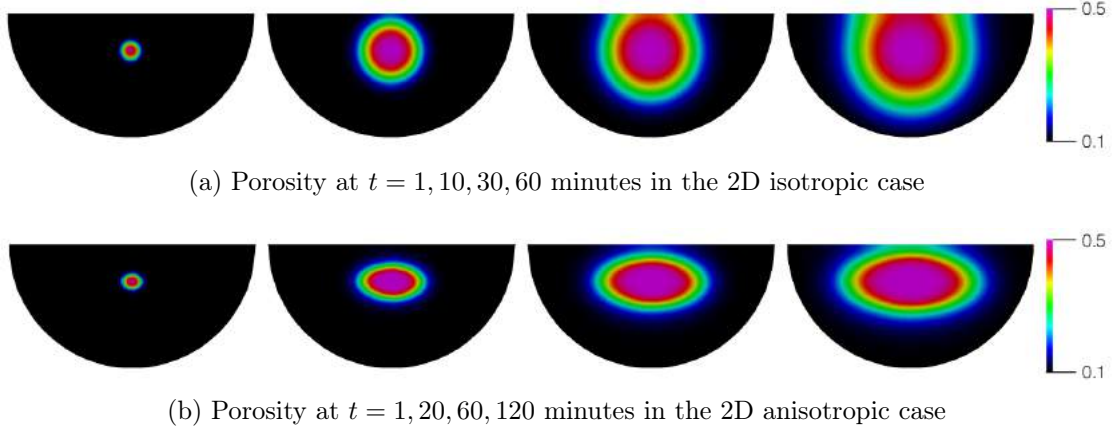 0.5
0.1
(a) Porosity at t = 1, 10, 30, 60 minutes in the 2D isotropic case
0.5
0.1
(b) Porosity at t = 1, 20, 60, 120 minutes in the 2D anisotropic case